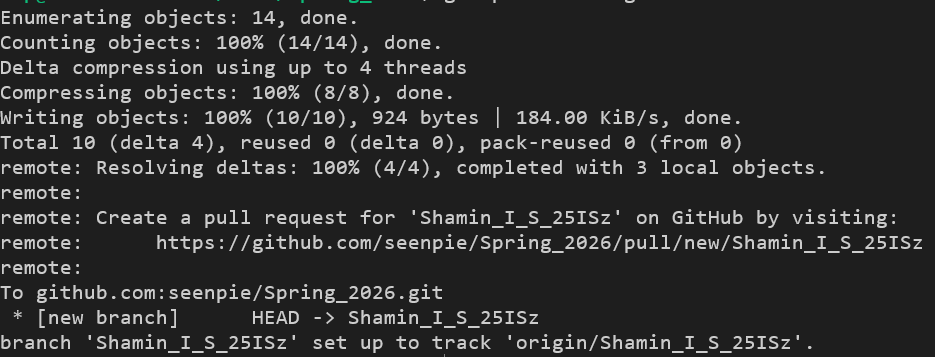 Enumerating objects: 14, done.
Counting objects: 100% (14/14), done.
Delta compression using up to 4 threads
Compressing objects: 100% (8/8), done.
Writing objects: 100% (10/10), 924 bytes | 184.00 KiB/s, done.
Total 10 (delta 4), reused 0 (delta 0), pack-reused 0 (from 0)
remote: Resolving deltas: 100% (4/4), completed with 3 local objects.
remote:
remote: Create a pull request for 'Shamin_I_S_25ISz' on GitHub by visiting:
remote:      https://github.com/seenpie/Spring_2026/pull/new/Shamin_I_S_25ISz
remote:
To github.com:seenpie/Spring_2026.git
 * [new branch]      HEAD -> Shamin_I_S_25ISz
branch 'Shamin_I_S_25ISz' set up to track 'origin/Shamin_I_S_25ISz'.